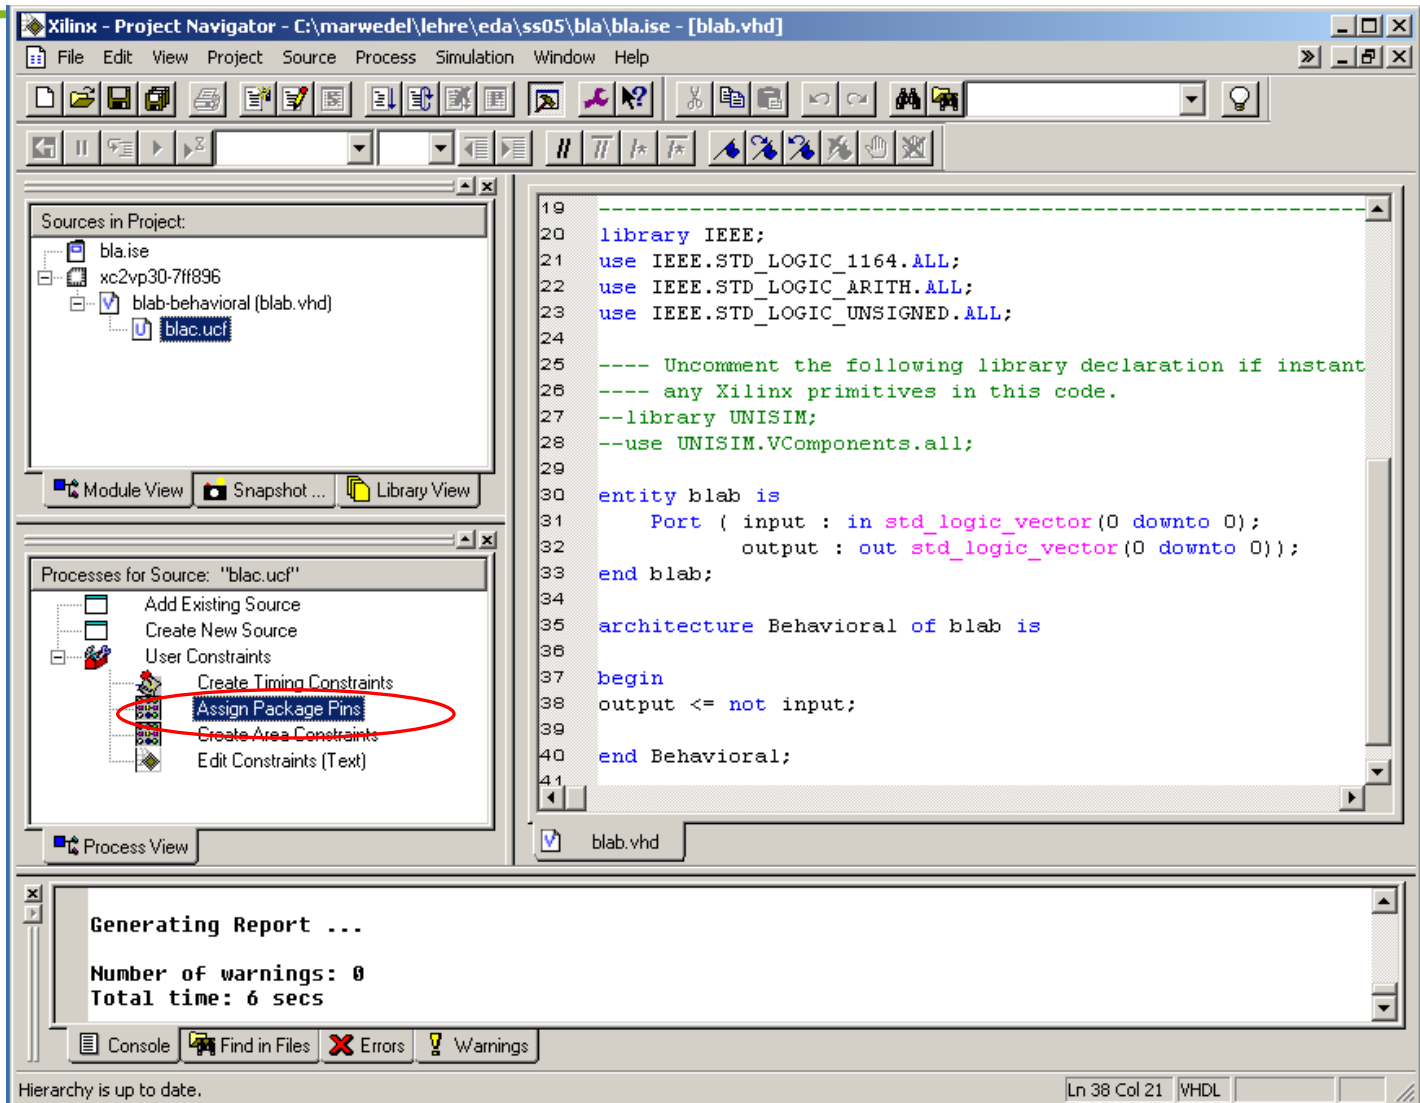 Xilinx - Project Navigator - C:\marwedel\lehre\eda\ss05\bla\bla.ise - [blab.vhd]
File Edit View Project Source Process Simulation Window Help
Sources in Project:
bla.ise
xc2vp30-7ff896
blab-behavioral (blab.vhd)
blac.ucf
Module View Snapshot ... Library View
Processes for Source: "blac.ucf"
Add Existing Source
Create New Source
User Constraints
Create Timing Constraints
Assign Package Pins
Create Area Constraints
Edit Constraints (Text)
Process View
19 ----------------------------------------------------------
20 library IEEE;
21 use IEEE.STD_LOGIC_1164.ALL;
22 use IEEE.STD_LOGIC_ARITH.ALL;
23 use IEEE.STD_LOGIC_UNSIGNED.ALL;
24
25 ---- Uncomment the following library declaration if instant
26 ---- any Xilinx primitives in this code.
27 --library UNISIM;
28 --use UNISIM.VComponents.all;
29
30 entity blab is
31 Port ( input : in std_logic_vector(0 downto 0);
32 output : out std_logic_vector(0 downto 0));
33 end blab;
34
35 architecture Behavioral of blab is
36
37 begin
38 output <= not input;
39
40 end Behavioral;
41
blab.vhd
Generating Report ...
Number of warnings: 0
Total time: 6 secs
Console Find in Files Errors Warnings
Hierarchy is up to date.
Ln 38 Col 21 VHDL